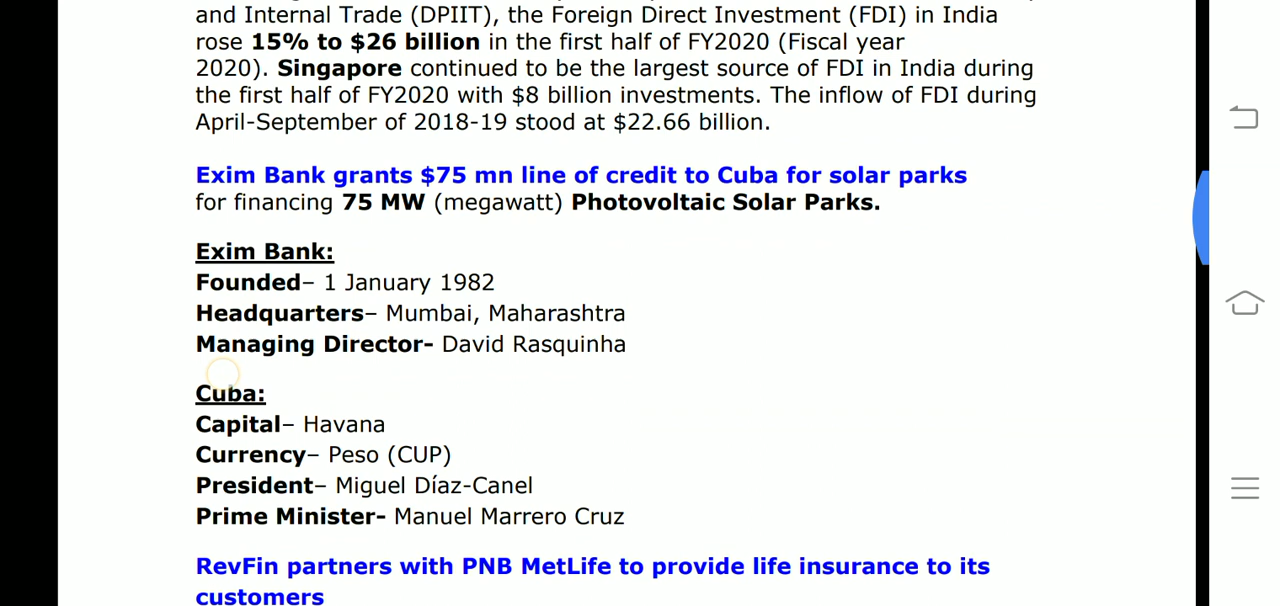 and Internal Trade (DPIIT), the Foreign Direct Investment (FDI) in India
rose 15% to $26 billion in the first half of FY2020 (Fiscal year
2020). Singapore continued to be the largest source of FDI in India during
the first half of FY2020 with $8 billion investments. The inflow of FDI during
April-September of 2018-19 stood at $22.66 billion.
Exim Bank grants $75 mn line of credit to Cuba for solar parks
for financing 75 MW (megawatt) Photovoltaic Solar Parks.
Exim Bank:
Founded– 1 January 1982
Headquarters– Mumbai, Maharashtra
Managing Director- David Rasquinha
Cuba:
Capital– Havana
Currency– Peso (CUP)
President– Miguel Díaz-Canel
Prime Minister- Manuel Marrero Cruz
RevFin partners with PNB MetLife to provide life insurance to its
customers